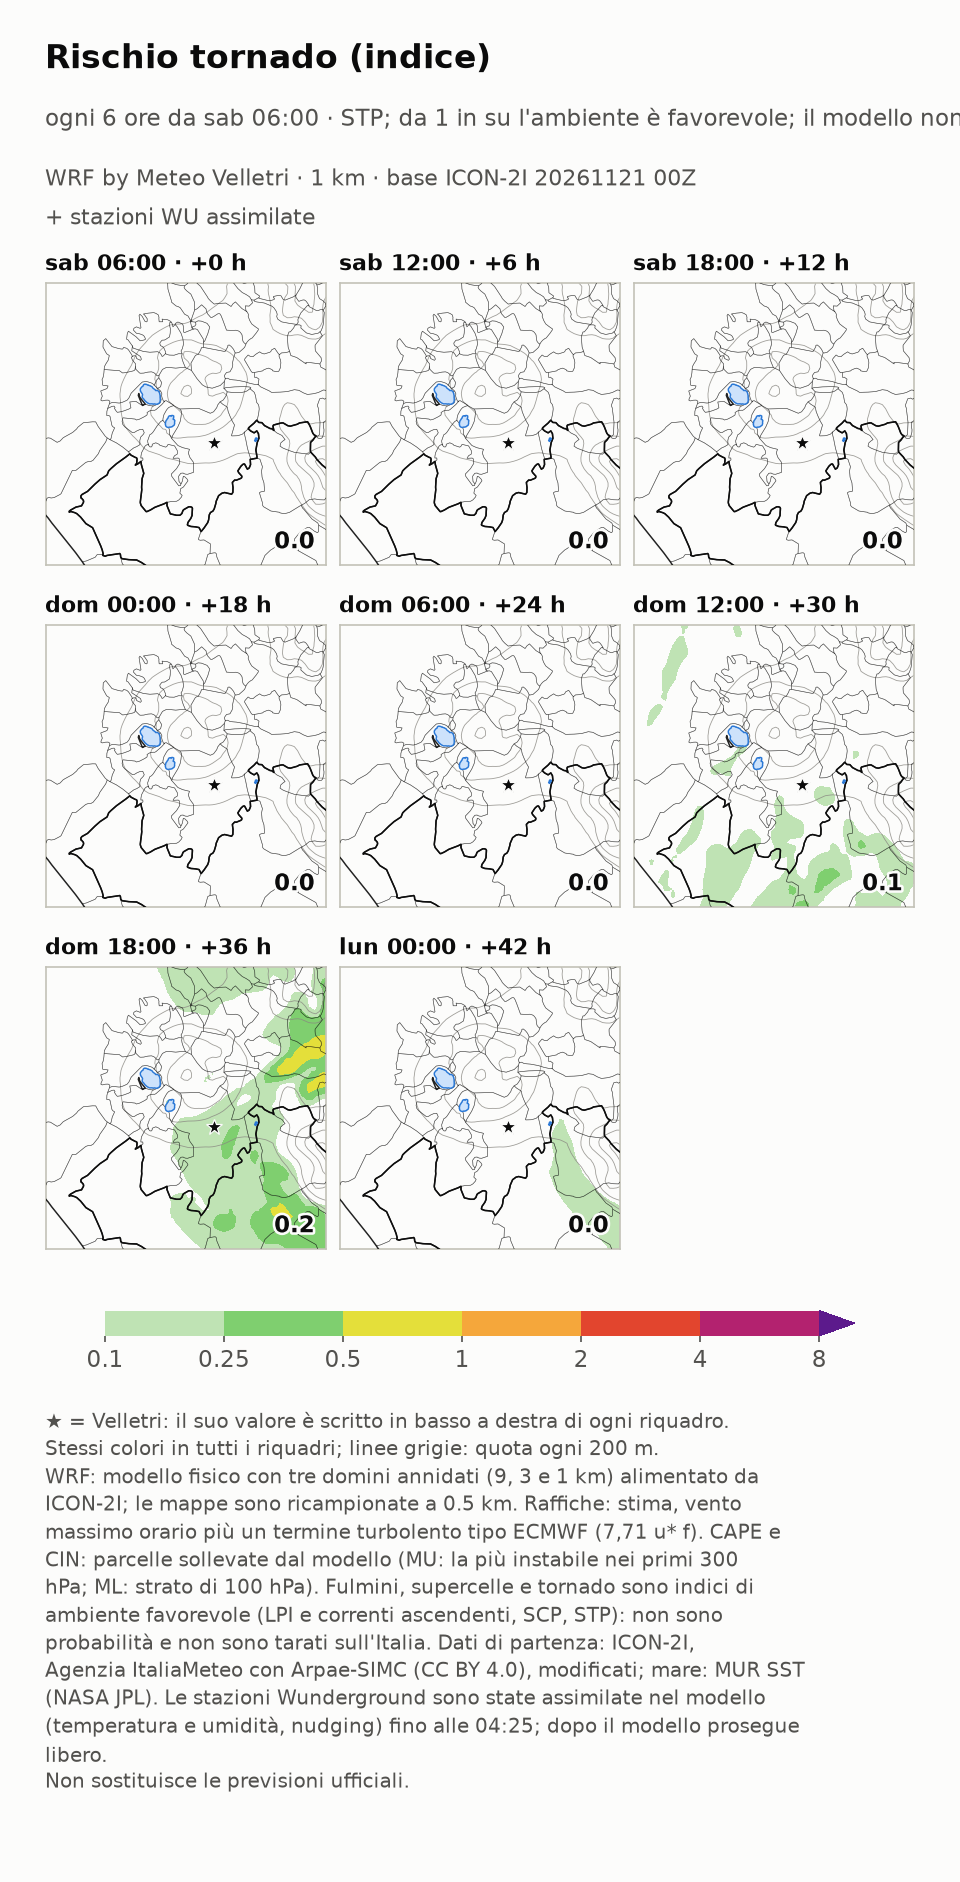 Rischio tornado (indice)
ogni 6 ore da sab 06:00 · STP; da 1 in su l'ambiente è favorevole; il modello non
WRF by Meteo Velletri · 1 km · base ICON-2I 20261121 00Z
+ stazioni WU assimilate
sab 06:00 · +0 h
sab 12:00 · +6 h
sab 18:00 · +12 h
0.0
0.0
0.0
dom 00:00 · +18 h
dom 06:00 · +24 h
dom 12:00 · +30 h
0.0
0.0
0.1
dom 18:00 · +36 h
lun 00:00 · +42 h
0.2
0.0
0.1 0.25 0.5 1 2 4 8
★ = Velletri: il suo valore è scritto in basso a destra di ogni riquadro.
Stessi colori in tutti i riquadri; linee grigie: quota ogni 200 m.
WRF: modello fisico con tre domini annidati (9, 3 e 1 km) alimentato da
ICON-2I; le mappe sono ricampionate a 0.5 km. Raffiche: stima, vento
massimo orario più un termine turbolento tipo ECMWF (7,71 u* f). CAPE e
CIN: parcelle sollevate dal modello (MU: la più instabile nei primi 300
hPa; ML: strato di 100 hPa). Fulmini, supercelle e tornado sono indici di
ambiente favorevole (LPI e correnti ascendenti, SCP, STP): non sono
probabilità e non sono tarati sull'Italia. Dati di partenza: ICON-2I,
Agenzia ItaliaMeteo con Arpae-SIMC (CC BY 4.0), modificati; mare: MUR SST
(NASA JPL). Le stazioni Wunderground sono state assimilate nel modello
(temperatura e umidità, nudging) fino alle 04:25; dopo il modello prosegue
libero.
Non sostituisce le previsioni ufficiali.